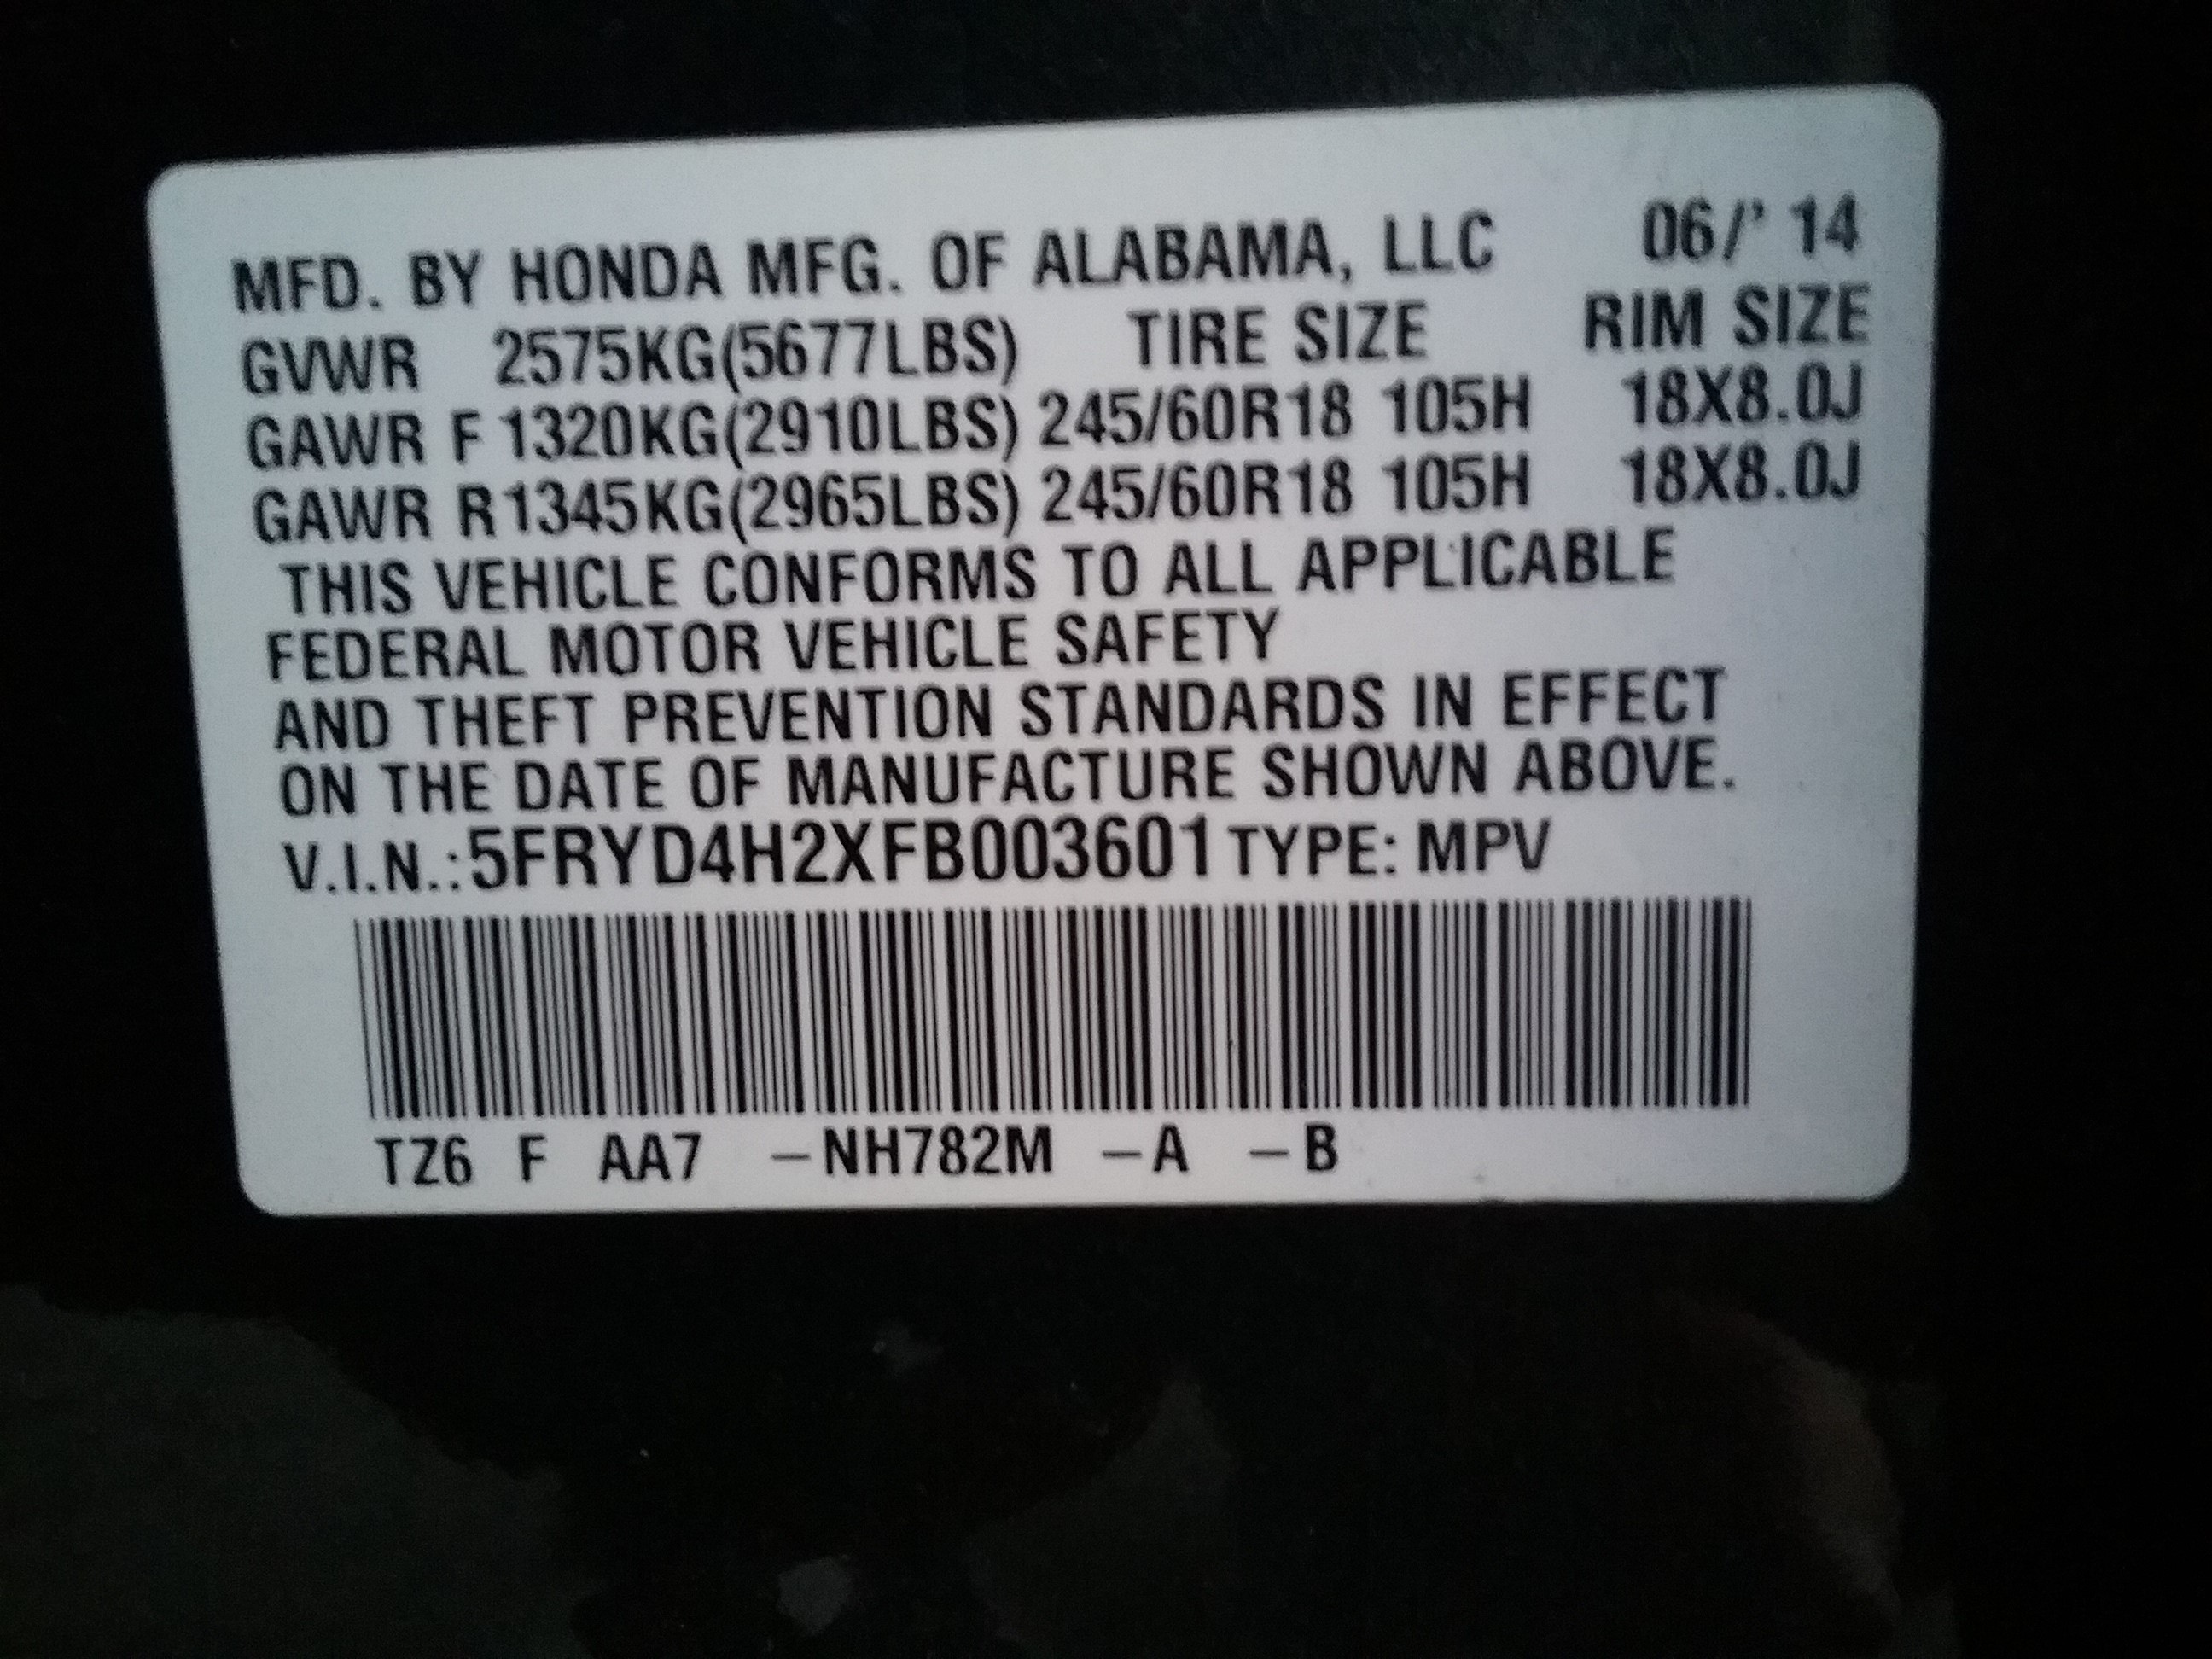 MFD. BY HONDA MFG. OF ALABAMA, LLC 06/' 14
GVWR 2575KG(5677LBS) TIRE SIZE RIM SIZE
GAWR F 1320KG(2910LBS) 245/60R18 105H 18X8.0J
GAWR R1345KG(2965LBS) 245/60R18 105H 18X8.0J
THIS VEHICLE CONFORMS TO ALL APPLICABLE
FEDERAL MOTOR VEHICLE SAFETY
AND THEFT PREVENTION STANDARDS IN EFFECT
ON THE DATE OF MANUFACTURE SHOWN ABOVE.
V.I.N.:5FRYD4H2XFB003601 TYPE: MPV
TZ6 F AA7 –NH782M –A –B